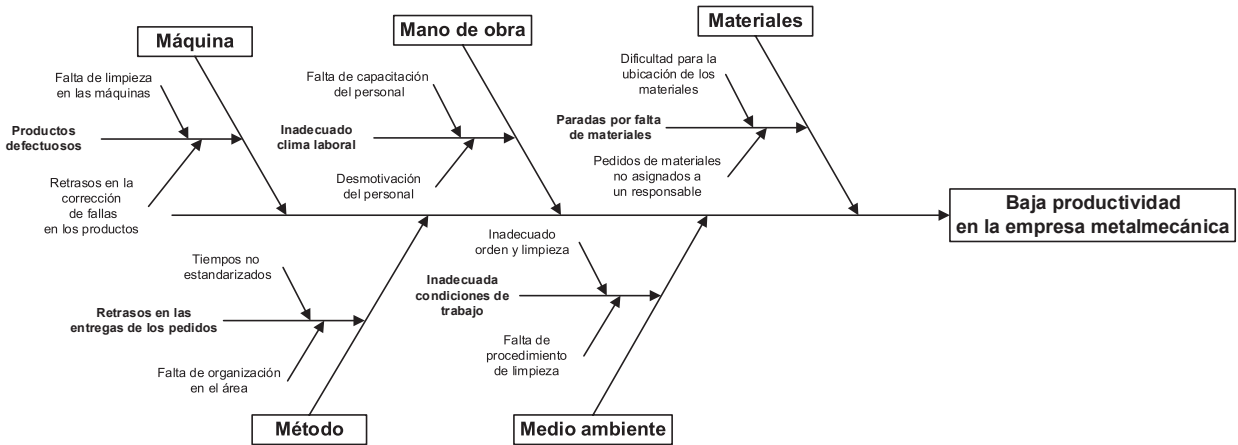 Máquina
Falta de limpieza
en las máquinas
Productos
defectuosos
Retrasos en la
corrección
de fallas
en los productos
Mano de obra
Falta de capacitación
del personal
Inadecuado
clima laboral
Desmotivación
del personal
Materiales
Dificultad para la
ubicación de los
materiales
Paradas por falta
de materiales
Pedidos de materiales
no asignados a
un responsable
Baja productividad
en la empresa metalmecánica
Tiempos no
estandarizados
Retrasos en las
entregas de los pedidos
Falta de organización
en el área
Método
Inadecuado
orden y limpieza
Inadecuada
condiciones de
trabajo
Falta de
procedimiento
de limpieza
Medio ambiente